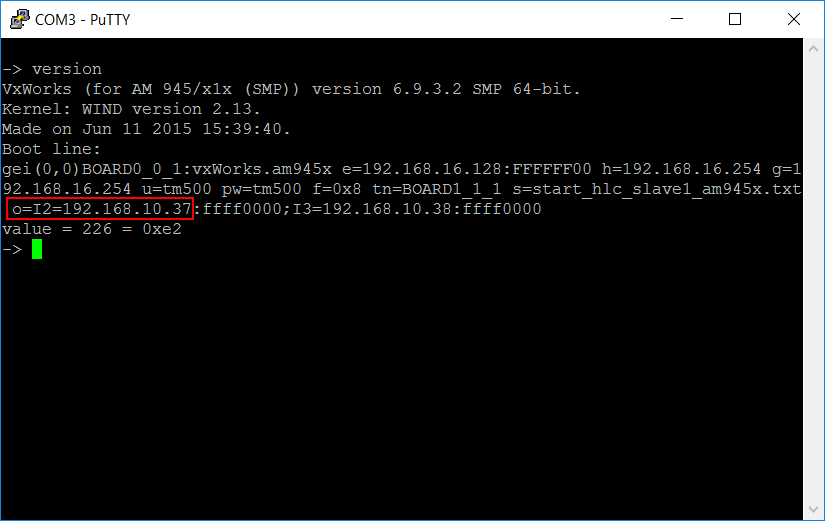 COM3 - PuTTY
-> version
VxWorks (for AM 945/x1x (SMP)) version 6.9.3.2 SMP 64-bit.
Kernel: WIND version 2.13.
Made on Jun 11 2015 15:39:40.
Boot line:
gei(0,0)BOARD0_0_1:vxWorks.am945x e=192.168.16.128:FFFFFF00 h=192.168.16.254 g=1
92.168.16.254 u=tm500 pw=tm500 f=0x8 tn=BOARD1_1_1 s=start_hlc_slave1_am945x.txt
o=I2=192.168.10.37:ffff0000;I3=192.168.10.38:ffff0000
value = 226 = 0xe2
->